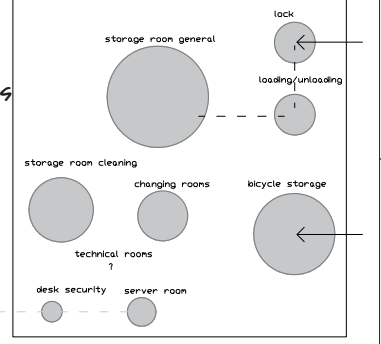 lock
storage room general
loading/unloading
s
storage room cleaning
changing rooms
bicycle storage
technical rooms
?
desk security
server room